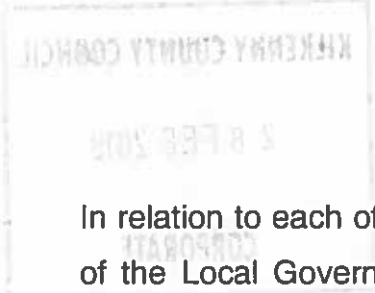 KILKENNY COUNTY COUNCIL
2 8 FEB
In relation to each of
CORPORATE
of the Local Govern